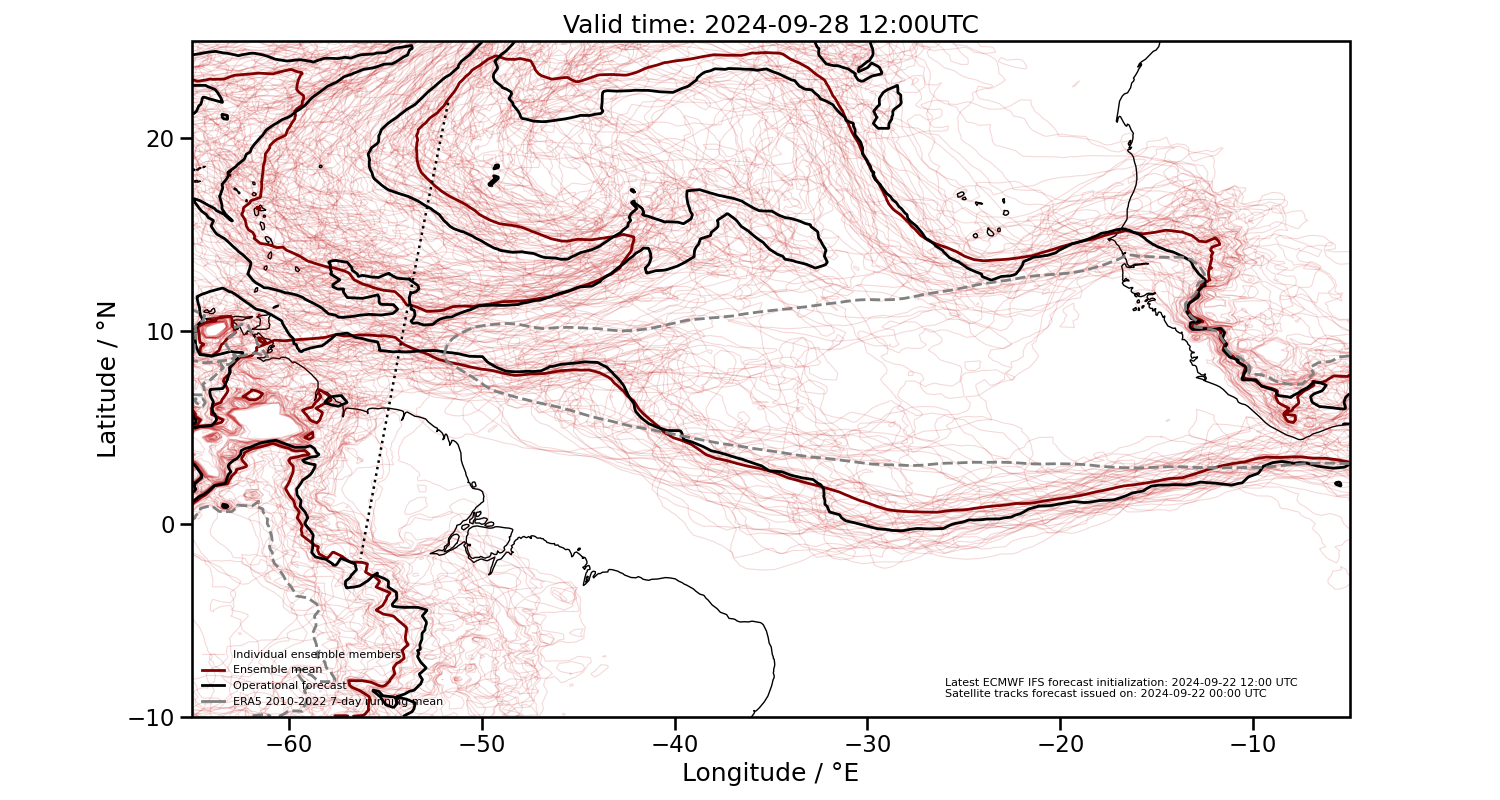 Valid time: 2024-09-28 12:00UTC
Latitude / °N
20
10
0
−10
Individual ensemble members
Ensemble mean
Operational forecast
ERA5 2010-2022 7-day running mean
Latest ECMWF IFS forecast initialization: 2024-09-22 12:00 UTC
Satellite tracks forecast issued on: 2024-09-22 00:00 UTC
−60 −50 −40 −30 −20 −10
Longitude / °E